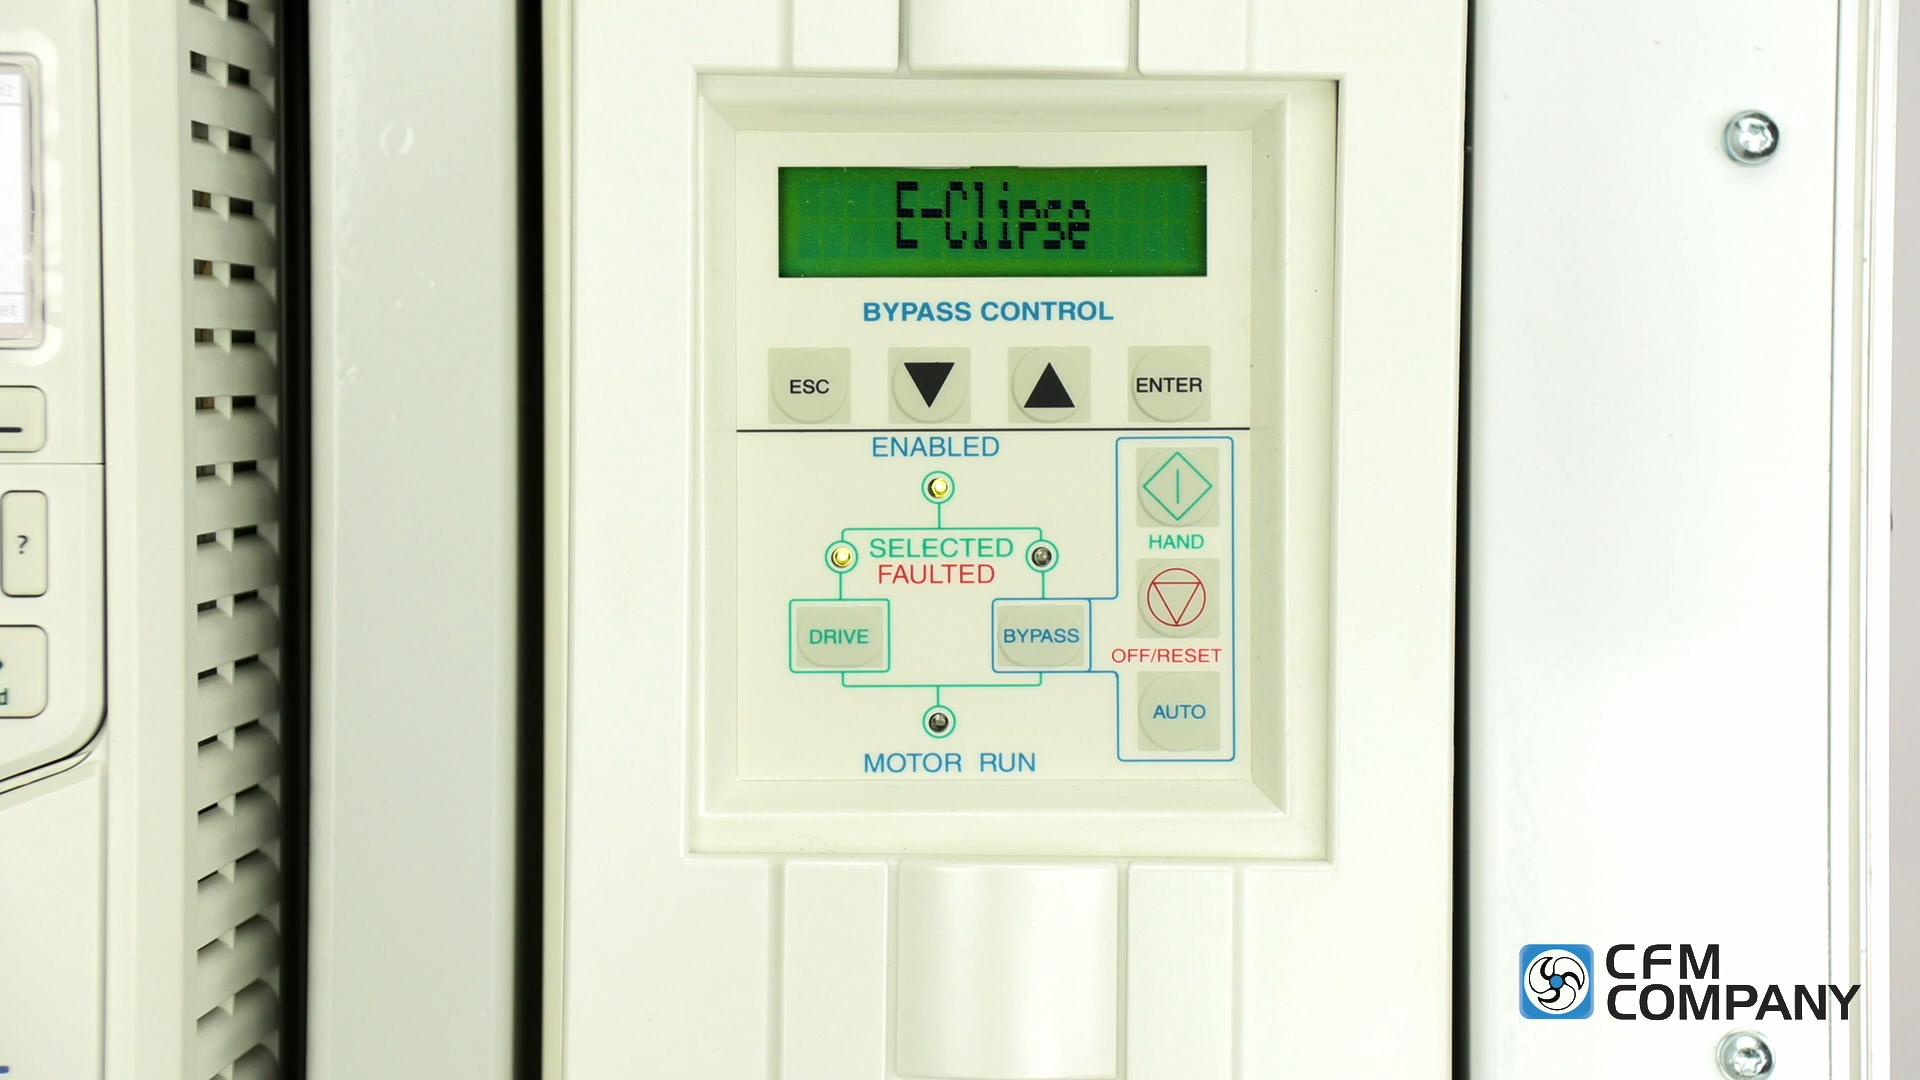 E-Clipse
BYPASS CONTROL
ESC
ENTER
ENABLED
HAND
SELECTED
FAULTED
DRIVE
BYPASS
OFF/RESET
AUTO
MOTOR RUN
?
CFM
COMPANY